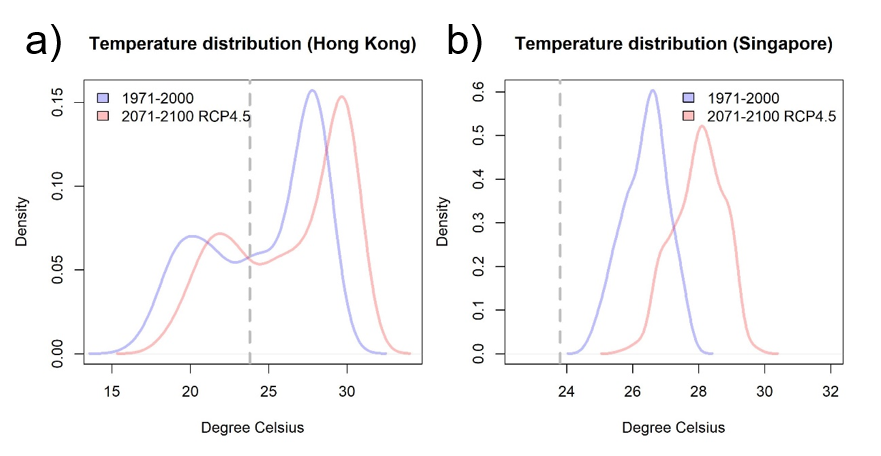 a) Temperature distribution (Hong Kong)
1971-2000
2071-2100 RCP4.5
Density
0.00
0.05
0.10
0.15
15 20 25 30
Degree Celsius
b) Temperature distribution (Singapore)
1971-2000
2071-2100 RCP4.5
Density
0.0
0.1
0.2
0.3
0.4
0.5
0.6
24 26 28 30 32
Degree Celsius